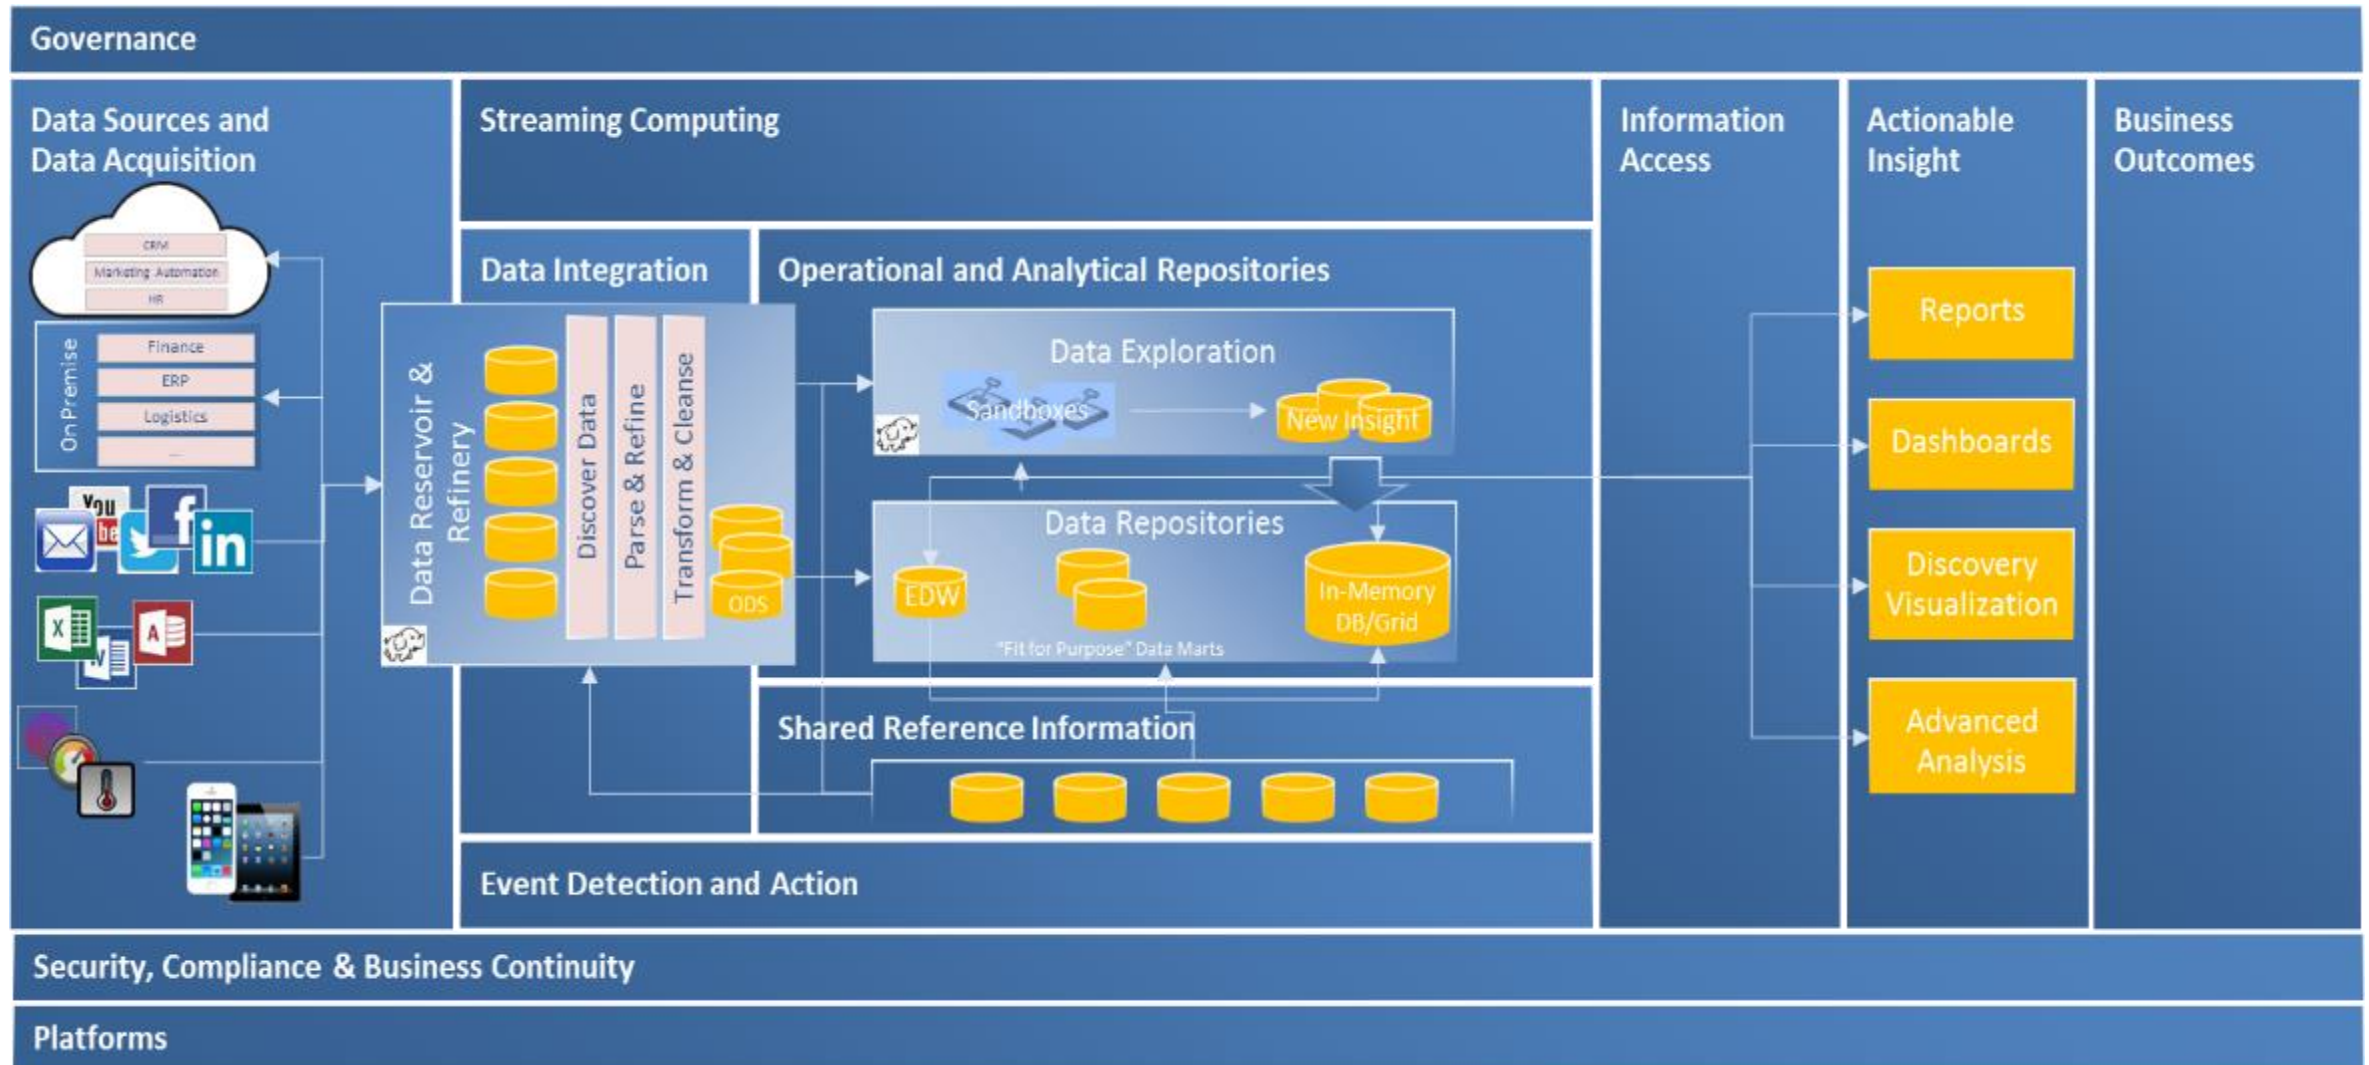 Governance
Data Sources and
Data Acquisition
CRM
Marketing Automation
HR
On Premise
Finance
ERP
Logistics
...
You
be
f
in
X
A
W
Streaming Computing
Data Integration
Data Reservoir &
Refinery
Discover Data
Parse & Refine
Transform & Cleanse
ODS
Operational and Analytical Repositories
Data Exploration
Sandboxes
New Insight
Data Repositories
EDW
"Fit for Purpose" Data Marts
In-Memory
DB/Grid
Shared Reference Information
Event Detection and Action
Information
Access
Actionable
Insight
Reports
Dashboards
Discovery
Visualization
Advanced
Analysis
Business
Outcomes
Security, Compliance & Business Continuity
Platforms